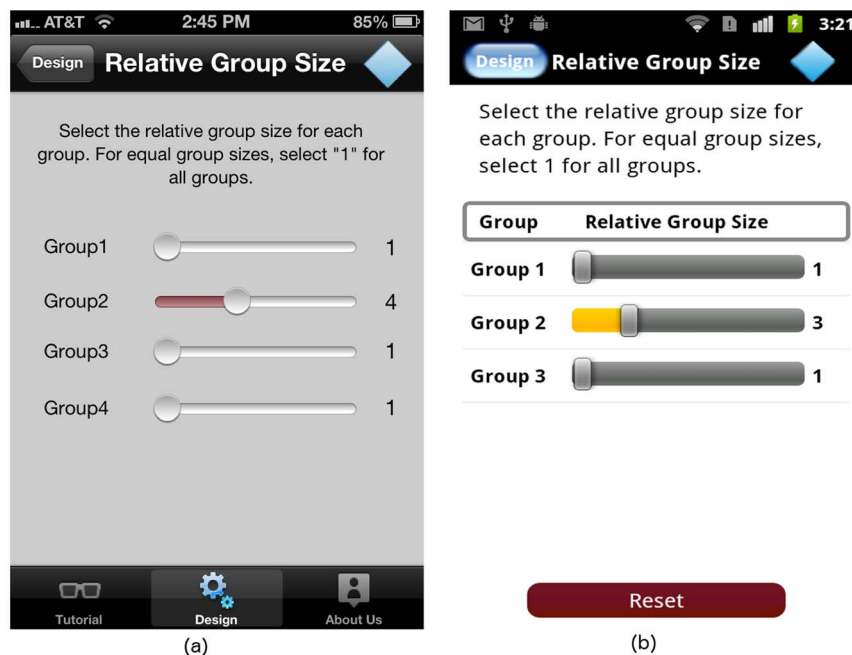 AT&T 2:45 PM 85%
Design Relative Group Size
Select the relative group size for each
group. For equal group sizes, select "1" for
all groups.
Group1 1
Group2 4
Group3 1
Group4 1
Tutorial Design About Us
(a)
3:21
Design Relative Group Size
Select the relative group size for
each group. For equal group sizes,
select 1 for all groups.
Group Relative Group Size
Group 1 1
Group 2 3
Group 3 1
Reset
(b)